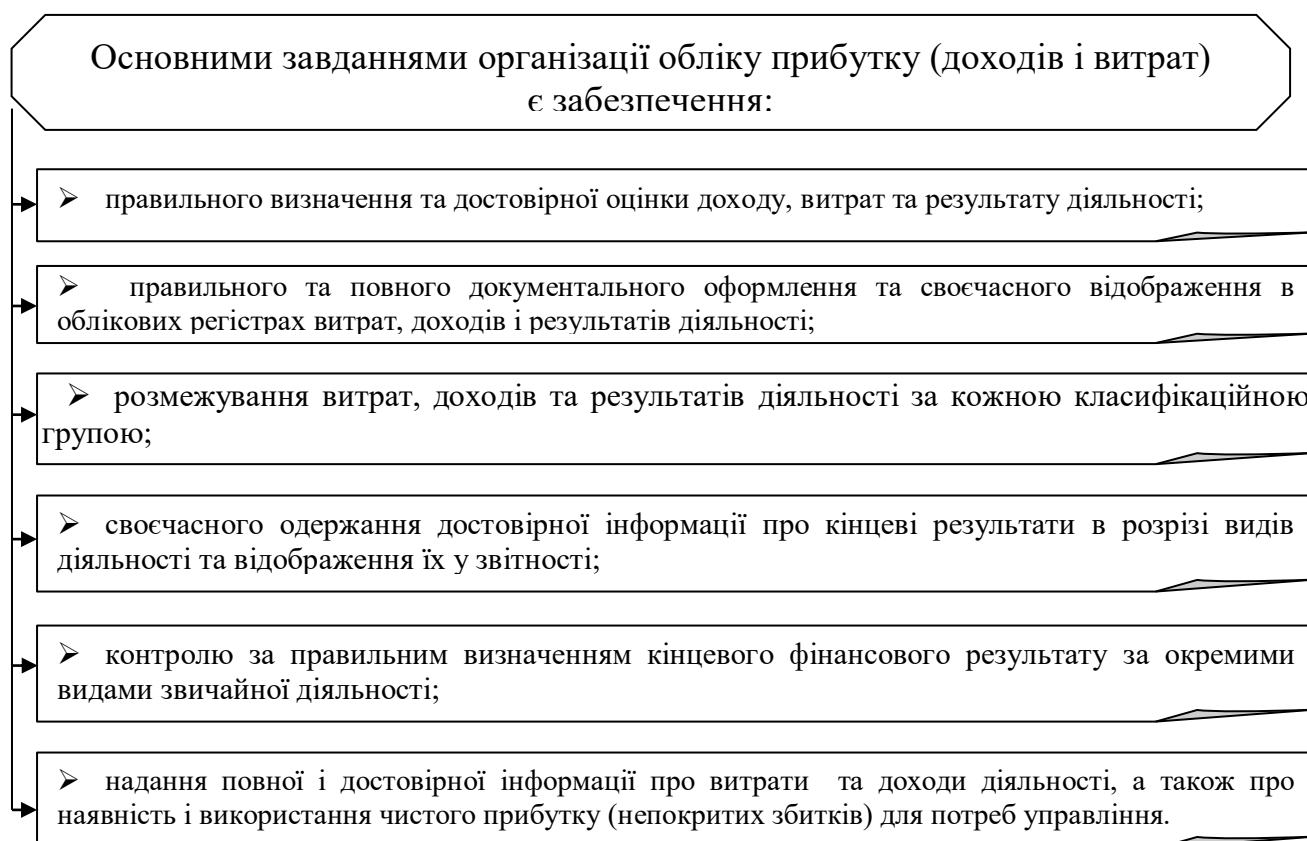 Основними завданнями організації обліку прибутку (доходів і витрат)
є забезпечення:
➢ правильного визначення та достовірної оцінки доходу, витрат та результату діяльності;
➢ правильного та повного документального оформлення та своєчасного відображення в
облікових регістрах витрат, доходів і результатів діяльності;
➢ розмежування витрат, доходів та результатів діяльності за кожною класифікаційною
групою;
➢ своєчасного одержання достовірної інформації про кінцеві результати в розрізі видів
діяльності та відображення їх у звітності;
➢ контролю за правильним визначенням кінцевого фінансового результату за окремими
видами звичайної діяльності;
➢ надання повної і достовірної інформації про витрати та доходи діяльності, а також про
наявність і використання чистого прибутку (непокритих збитків) для потреб управління.